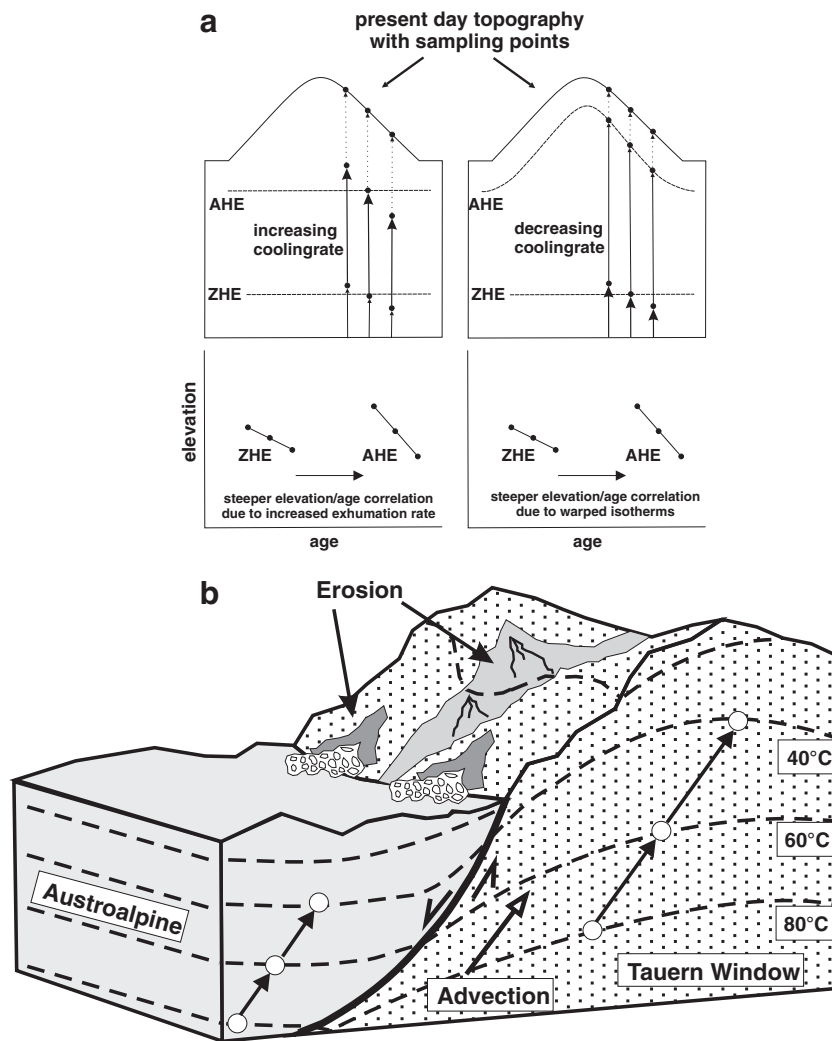 a
present day topography
with sampling points
AHE
increasing
coolingrate
ZHE
AHE
decreasing
coolingrate
ZHE
elevation
ZHE
AHE
steeper elevation/age correlation
due to increased exhumation rate
age
ZHE
AHE
steeper elevation/age correlation
due to warped isotherms
age
b
Erosion
40°C
60°C
80°C
Austroalpine
Advection
Tauern Window